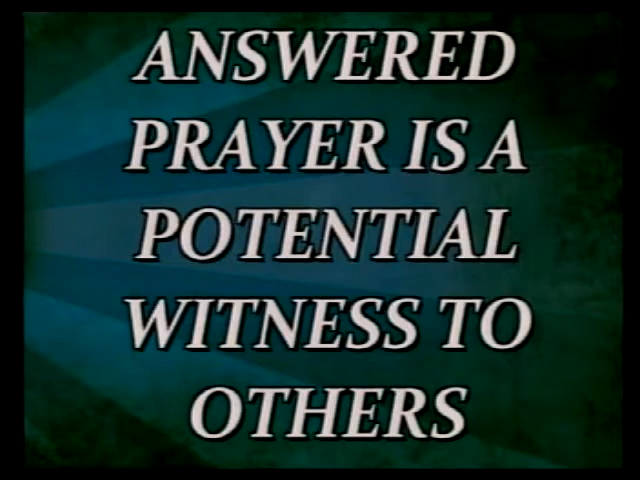 ANSWERED
PRAYER IS A
POTENTIAL
WITNESS TO
OTHERS